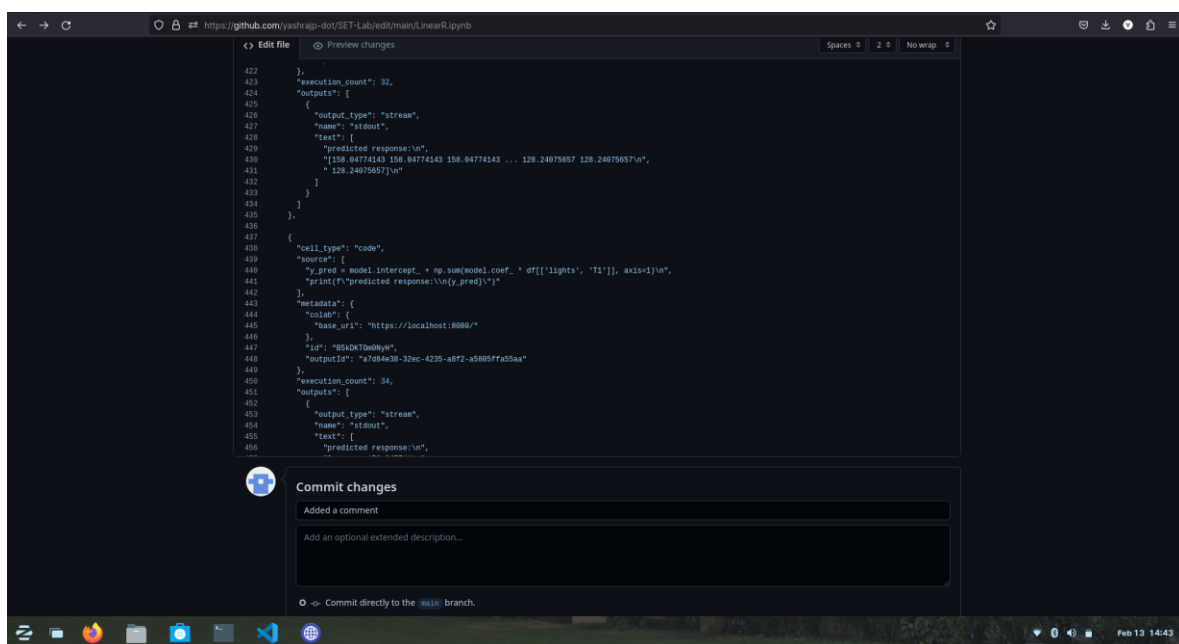 https://github.com/yashrajp-dot/SET-Lab/edit/main/LinearR.ipynb
<> Edit file Preview changes Spaces 2 No wrap
422 },
423 "execution_count": 32,
424 "outputs": [
425 {
426 "output_type": "stream",
427 "name": "stdout",
428 "text": [
429 "predicted response:\n",
430 "[158.04774143 158.04774143 158.04774143 ... 128.24075657 128.24075657\n",
431 " 128.24075657]\n"
432 ]
433 }
434 ]
435 },
436
437 {
438 "cell_type": "code",
439 "source": [
440 "y_pred = model.intercept_ + np.sum(model.coef_ * df[['lights', 'T1']], axis=1)\n",
441 "print(f\"predicted response:\\n{y_pred}\")"
442 ],
443 "metadata": {
444 "colab": {
445 "base_uri": "https://localhost:8080/"
446 },
447 "id": "B5kDKTDm0NyH",
448 "outputId": "a7d84e38-32ec-4235-a8f2-a5805ffa55aa"
449 },
450 "execution_count": 34,
451 "outputs": [
452 {
453 "output_type": "stream",
454 "name": "stdout",
455 "text": [
456 "predicted response:\n",
Commit changes
Added a comment
Add an optional extended description...
Commit directly to the main branch.
Feb 13 14:43